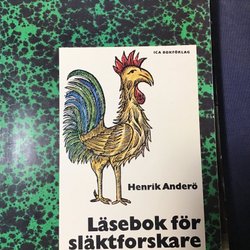 ICA BOKFÖRLAG
Henrik Anderö
Läsebok för
släktforskare